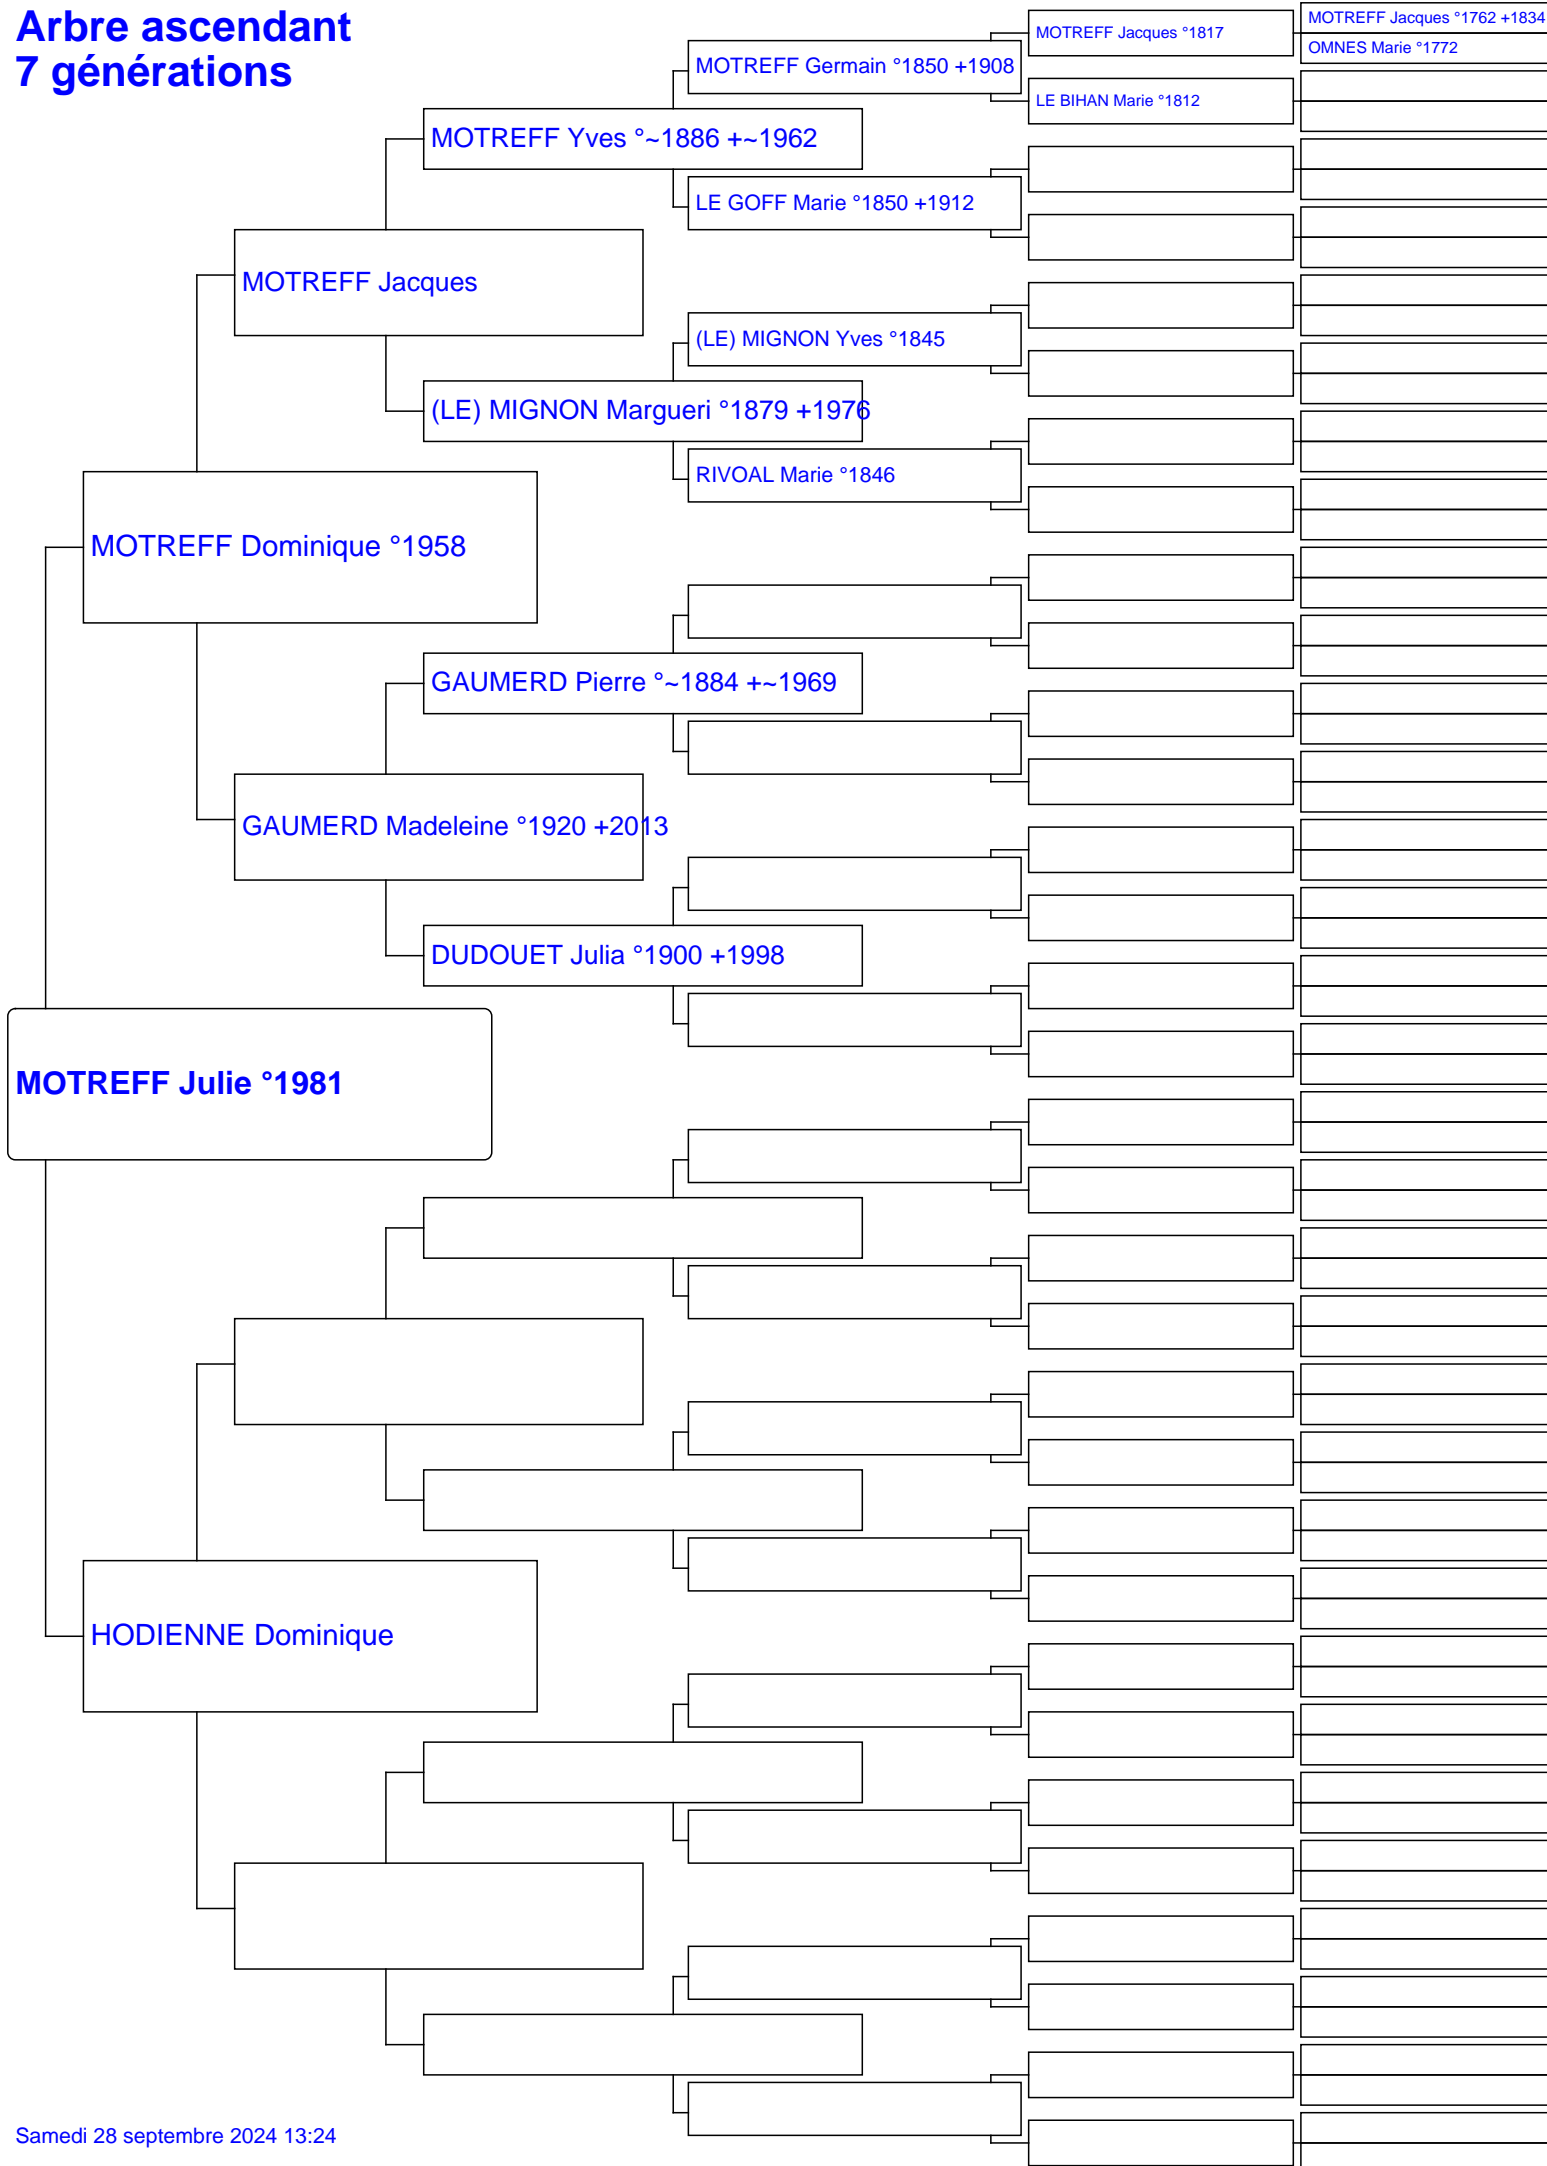 Arbre ascendant
7 générations
MOTREFF Jacques °1762 +1834
OMNES Marie °1772
MOTREFF Jacques °1817
LE BIHAN Marie °1812
MOTREFF Germain °1850 +1908
LE GOFF Marie °1850 +1912
MOTREFF Yves °~1886 +~1962
MOTREFF Jacques
(LE) MIGNON Yves °1845
(LE) MIGNON Margueri °1879 +1976
RIVOAL Marie °1846
MOTREFF Dominique °1958
GAUMERD Pierre °~1884 +~1969
GAUMERD Madeleine °1920 +2013
DUDOUET Julia °1900 +1998
MOTREFF Julie °1981
HODIENNE Dominique
Samedi 28 septembre 2024 13:24